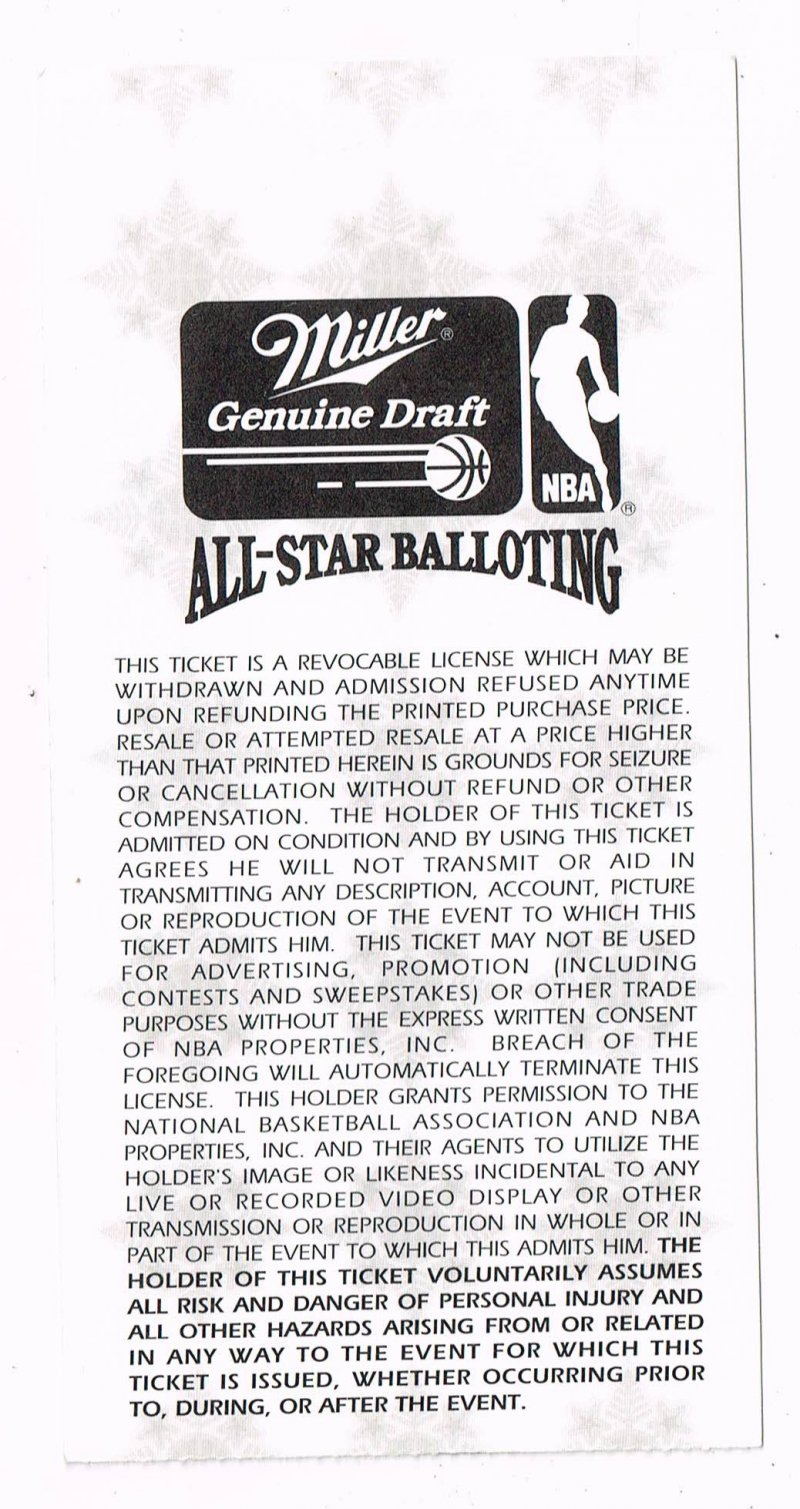 Miller®
Genuine Draft
NBA ®
ALL-STAR BALLOTING
THIS TICKET IS A REVOCABLE LICENSE WHICH MAY BE
WITHDRAWN AND ADMISSION REFUSED ANYTIME
UPON REFUNDING THE PRINTED PURCHASE PRICE.
RESALE OR ATTEMPTED RESALE AT A PRICE HIGHER
THAN THAT PRINTED HEREIN IS GROUNDS FOR SEIZURE
OR CANCELLATION WITHOUT REFUND OR OTHER
COMPENSATION. THE HOLDER OF THIS TICKET IS
ADMITTED ON CONDITION AND BY USING THIS TICKET
AGREES HE WILL NOT TRANSMIT OR AID IN
TRANSMITTING ANY DESCRIPTION, ACCOUNT, PICTURE
OR REPRODUCTION OF THE EVENT TO WHICH THIS
TICKET ADMITS HIM. THIS TICKET MAY NOT BE USED
FOR ADVERTISING, PROMOTION (INCLUDING
CONTESTS AND SWEEPSTAKES) OR OTHER TRADE
PURPOSES WITHOUT THE EXPRESS WRITTEN CONSENT
OF NBA PROPERTIES, INC. BREACH OF THE
FOREGOING WILL AUTOMATICALLY TERMINATE THIS
LICENSE. THIS HOLDER GRANTS PERMISSION TO THE
NATIONAL BASKETBALL ASSOCIATION AND NBA
PROPERTIES, INC. AND THEIR AGENTS TO UTILIZE THE
HOLDER'S IMAGE OR LIKENESS INCIDENTAL TO ANY
LIVE OR RECORDED VIDEO DISPLAY OR OTHER
TRANSMISSION OR REPRODUCTION IN WHOLE OR IN
PART OF THE EVENT TO WHICH THIS ADMITS HIM. THE
HOLDER OF THIS TICKET VOLUNTARILY ASSUMES
ALL RISK AND DANGER OF PERSONAL INJURY AND
ALL OTHER HAZARDS ARISING FROM OR RELATED
IN ANY WAY TO THE EVENT FOR WHICH THIS
TICKET IS ISSUED, WHETHER OCCURRING PRIOR
TO, DURING, OR AFTER THE EVENT.